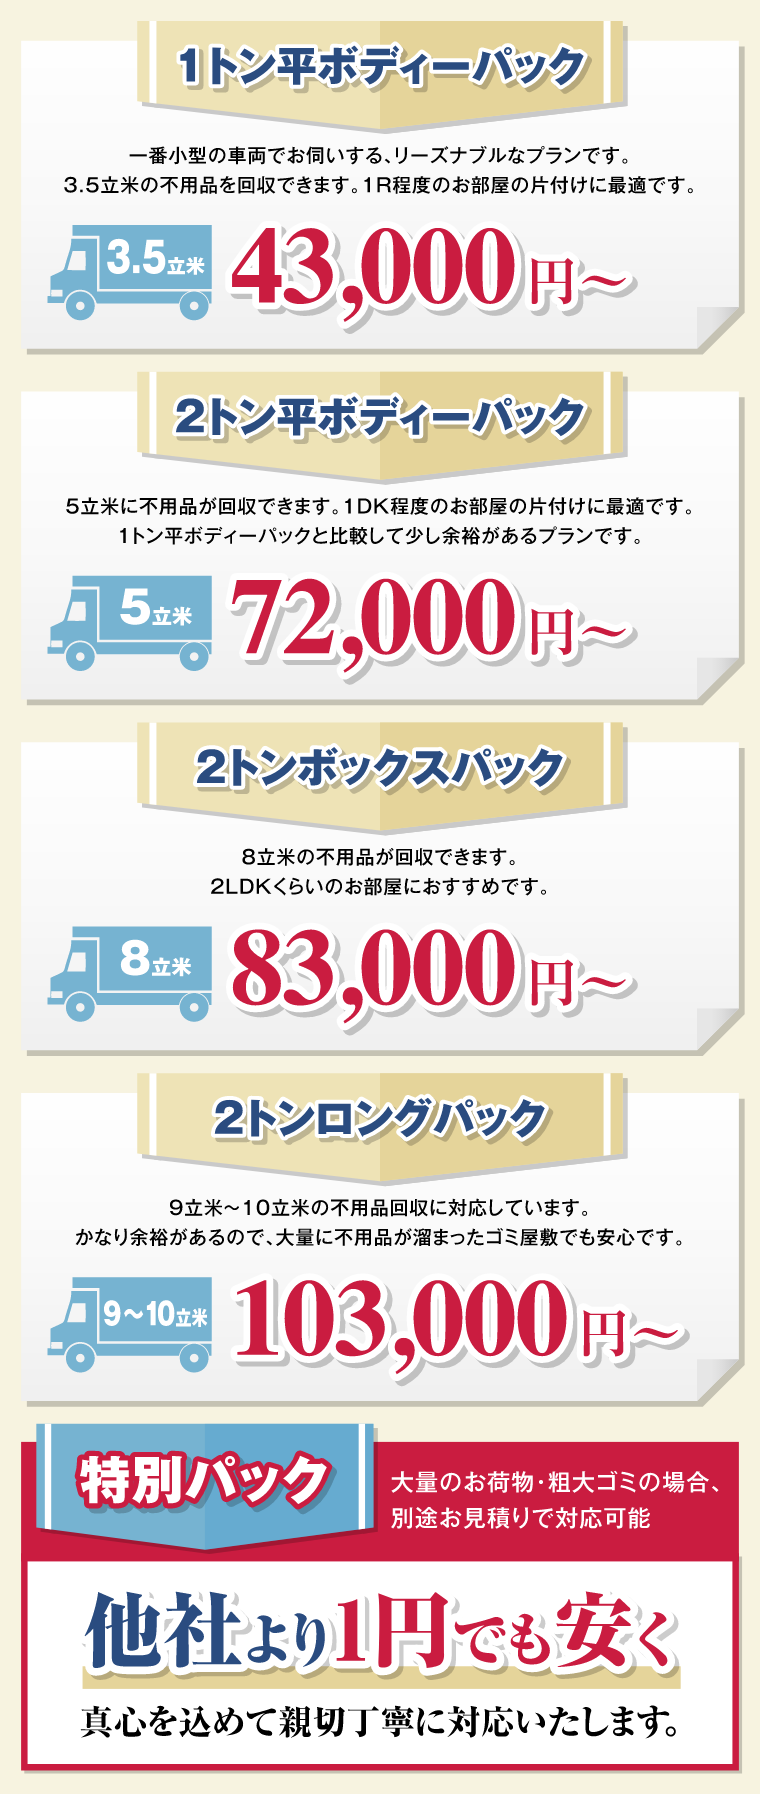 1トン平ボディーパック
一番小型の車両でお伺いする、リーズナブルなプランです。
3.5立米の不用品を回収できます。1R程度のお部屋の片付けに最適です。
3.5立米
43,000円〜
2トン平ボディーパック
5立米に不用品が回収できます。1DK程度のお部屋の片付けに最適です。
1トン平ボディーパックと比較して少し余裕があるプランです。
5立米
72,000円〜
2トンボックスパック
8立米の不用品が回収できます。
2LDKくらいのお部屋におすすめです。
8立米
83,000円〜
2トンロングパック
9立米〜10立米の不用品回収に対応しています。
かなり余裕があるので、大量に不用品が溜まったゴミ屋敷でも安心です。
9〜10立米
103,000円〜
特別パック
大量のお荷物・粗大ゴミの場合、
別途お見積りで対応可能
他社より1円でも安く
真心を込めて親切丁寧に対応いたします。